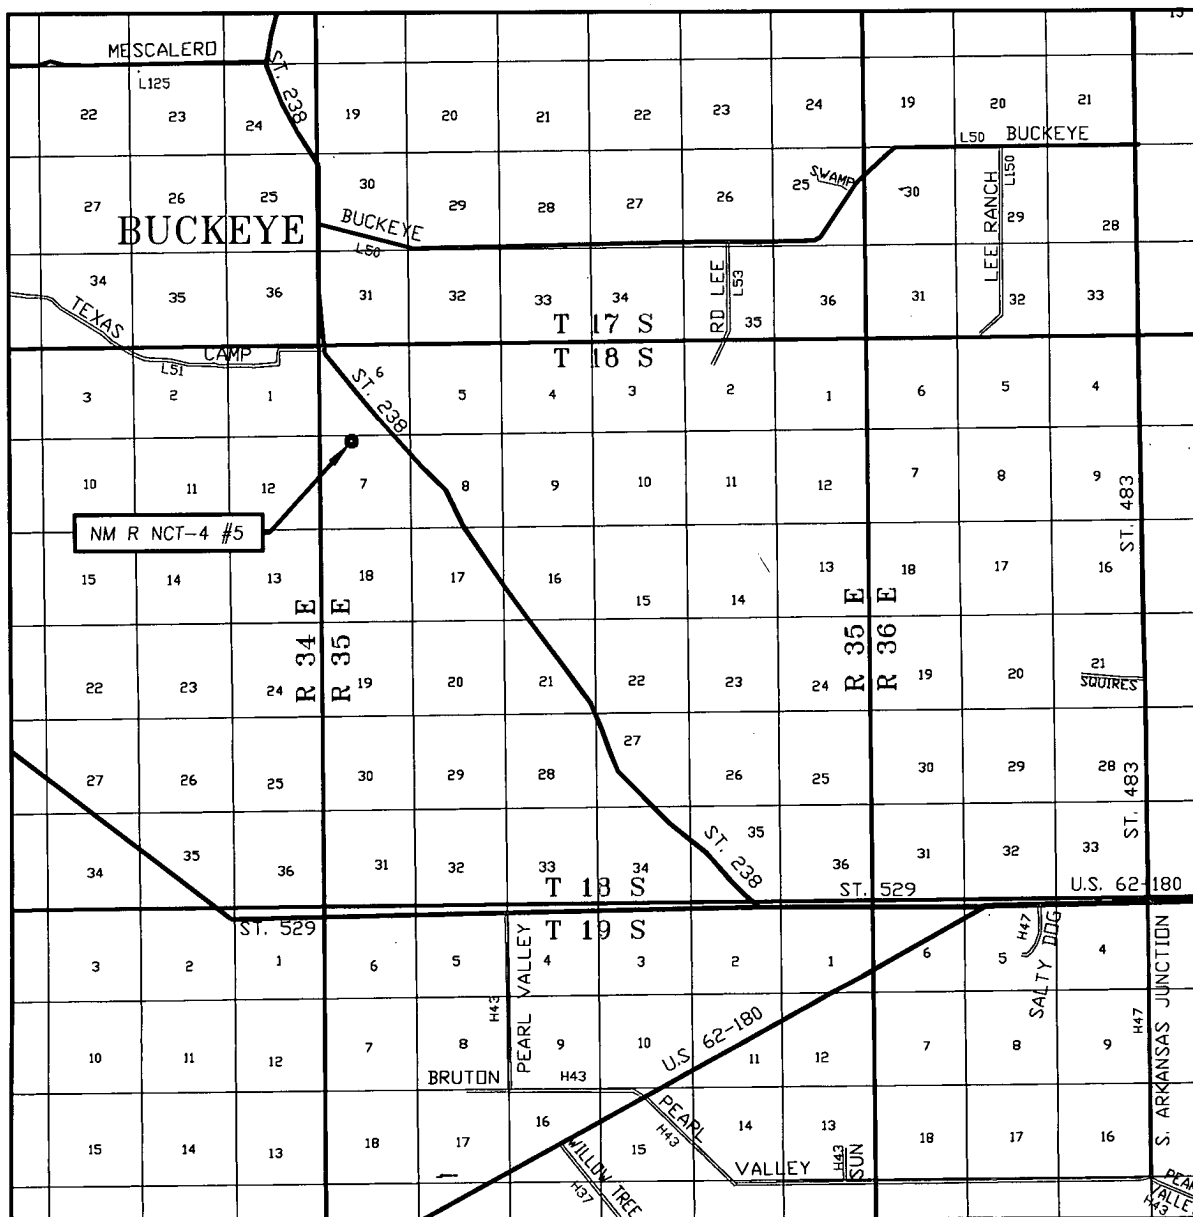 15
MESCALERO
L125
ST. 238
22 23 24 19 20 21 22 23 24 19 20 21
L50 BUCKEYE
27 26 25 30 29 28 27 26 25 SWAMP 30 29 28
LEE RANCH
L150
BUCKEYE
BUCKEYE
L50
34 35 36 31 32 33 34 35 36 31 32 33
RD LEE
L53
TEXAS
CAMP
L51
T 17 S
T 18 S
3 2 1 6 5 4 3 2 1 6 5 4
ST. 238
10 11 12 7 8 9 10 11 12 7 8 9
ST. 483
NM R NCT-4 #5
15 14 13 18 17 16 15 14 13 18 17 16
R 34 E
R 35 E
R 35 E
R 36 E
22 23 24 19 20 21 22 23 24 19 20 21
SQUIRES
27 26 25 30 29 28 27 26 25 30 29 28
ST. 483
34 35 36 31 32 33 34 35 36 31 32 33
ST. 238
T 18 S
ST. 529
U.S. 62-180
ST. 529
T 19 S
3 2 1 6 5 4 3 2 1 6 5 4
PEARL VALLEY
H43
H47
SALTY DOG
S. ARKANSAS JUNCTION
H47
10 11 12 7 8 9 10 11 12 7 8 9
U.S 62-180
BRUTON
H43
PEARL
H43
15 14 13 18 17 16 15 14 13 18 17 16
WILLOW TREE
H37
VALLEY
H43
SUN
VALLE
H43